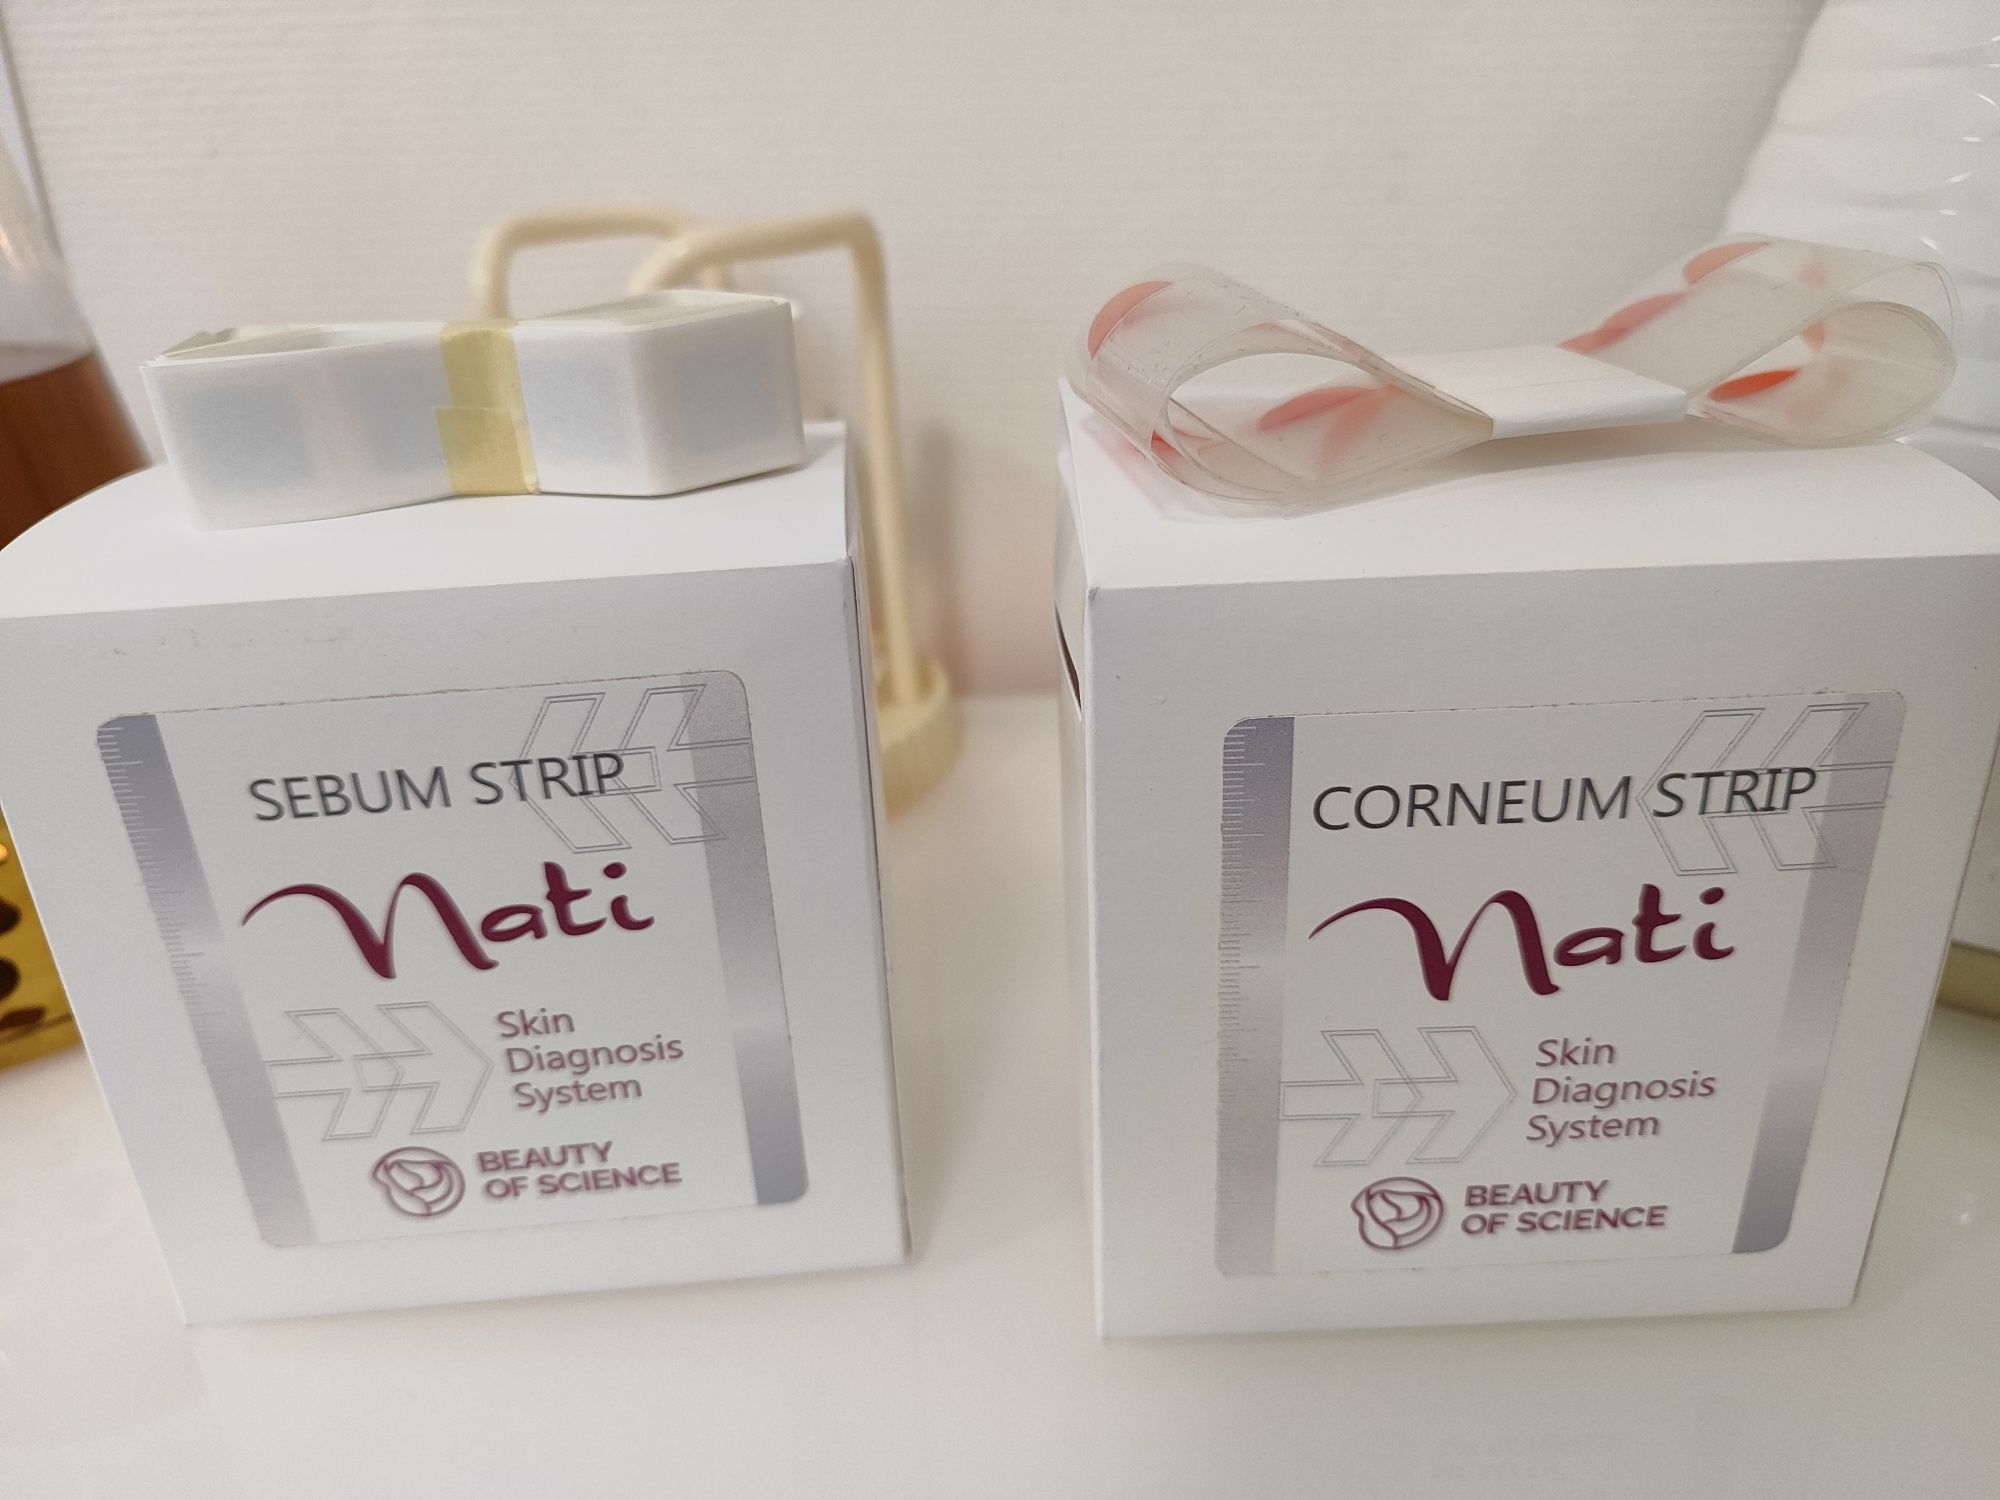 SEBUM STRIP
Nati
Skin
Diagnosis
System
BEAUTY
OF SCIENCE
CORNEUM STRIP
Nati
Skin
Diagnosis
System
BEAUTY
OF SCIENCE